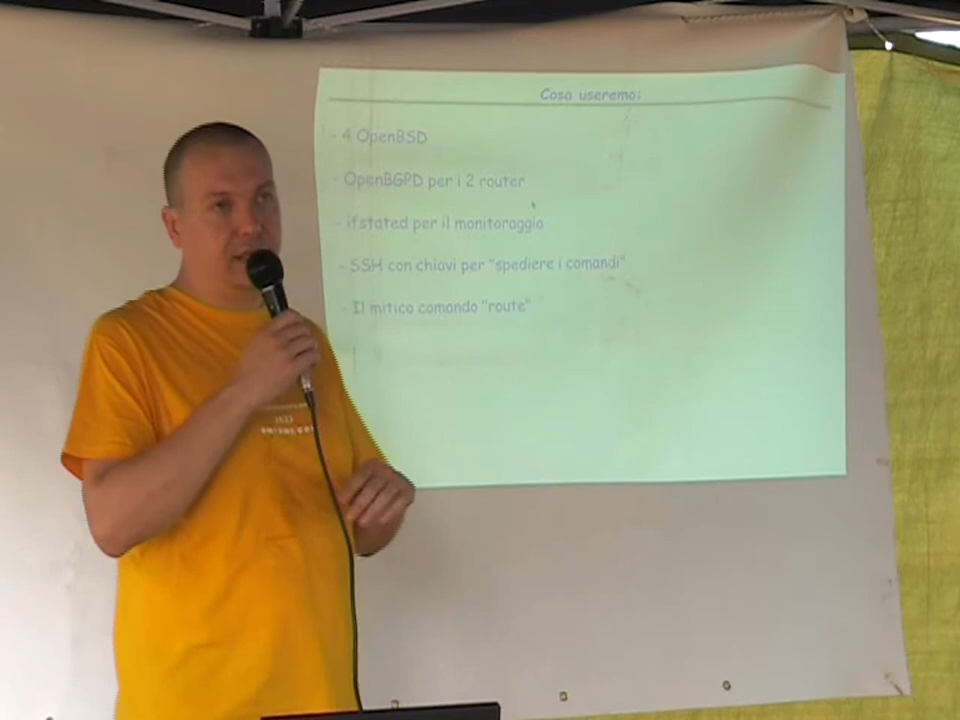 Cosa useremo:
- 4 OpenBSD
- OpenBGPD per i 2 router
- ifstated per il monitoraggio
- SSH con chiavi per "spediere i comandi"
- Il mitico comando "route"